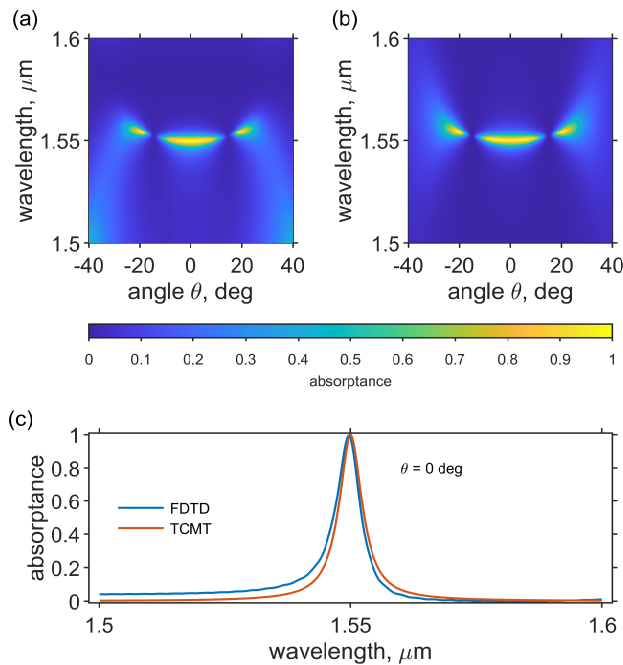 (a)
(b)
wavelength, μm
1.6
1.55
1.5
-40 -20 0 20 40
angle θ, deg
wavelength, μm
1.6
1.55
1.5
-40 -20 0 20 40
angle θ, deg
0 0.1 0.2 0.3 0.4 0.5 0.6 0.7 0.8 0.9 1
absorptance
(c)
absorptance
1
0.8
0.6
0.4
0.2
0
θ = 0 deg
FDTD
TCMT
1.5 1.55 1.6
wavelength, μm